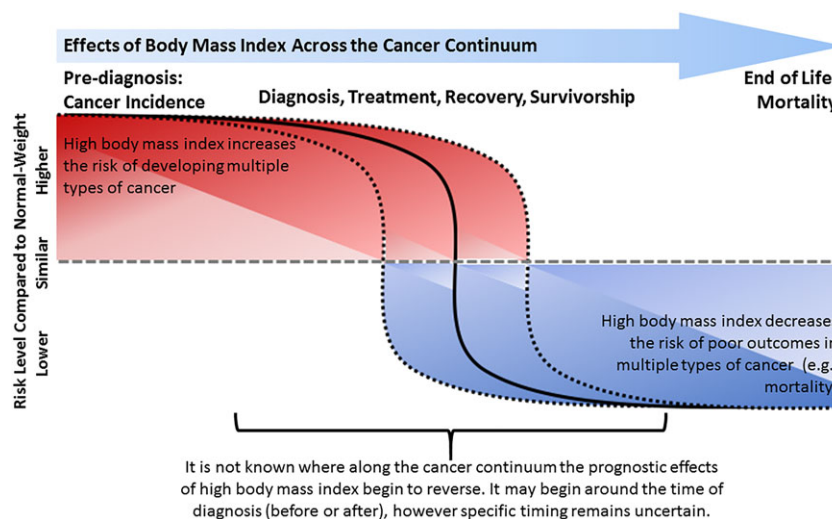 Effects of Body Mass Index Across the Cancer Continuum
Pre-diagnosis:
Cancer Incidence
Diagnosis, Treatment, Recovery, Survivorship
End of Life
Mortality
Risk Level Compared to Normal-Weight
Higher
Similar
Lower
High body mass index increases
the risk of developing multiple
types of cancer
High body mass index decrease
the risk of poor outcomes in
multiple types of cancer (e.g.
mortality
It is not known where along the cancer continuum the prognostic effects
of high body mass index begin to reverse. It may begin around the time of
diagnosis (before or after), however specific timing remains uncertain.